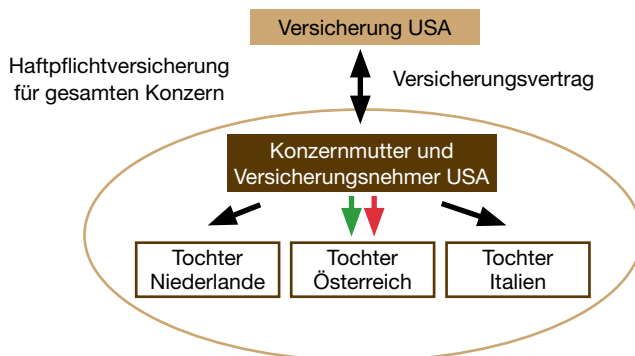 Versicherung USA
Haftpflichtversicherung
für gesamten Konzern
Versicherungsvertrag
Konzernmutter und
Versicherungsnehmer USA
Tochter
Niederlande
Tochter
Österreich
Tochter
Italien